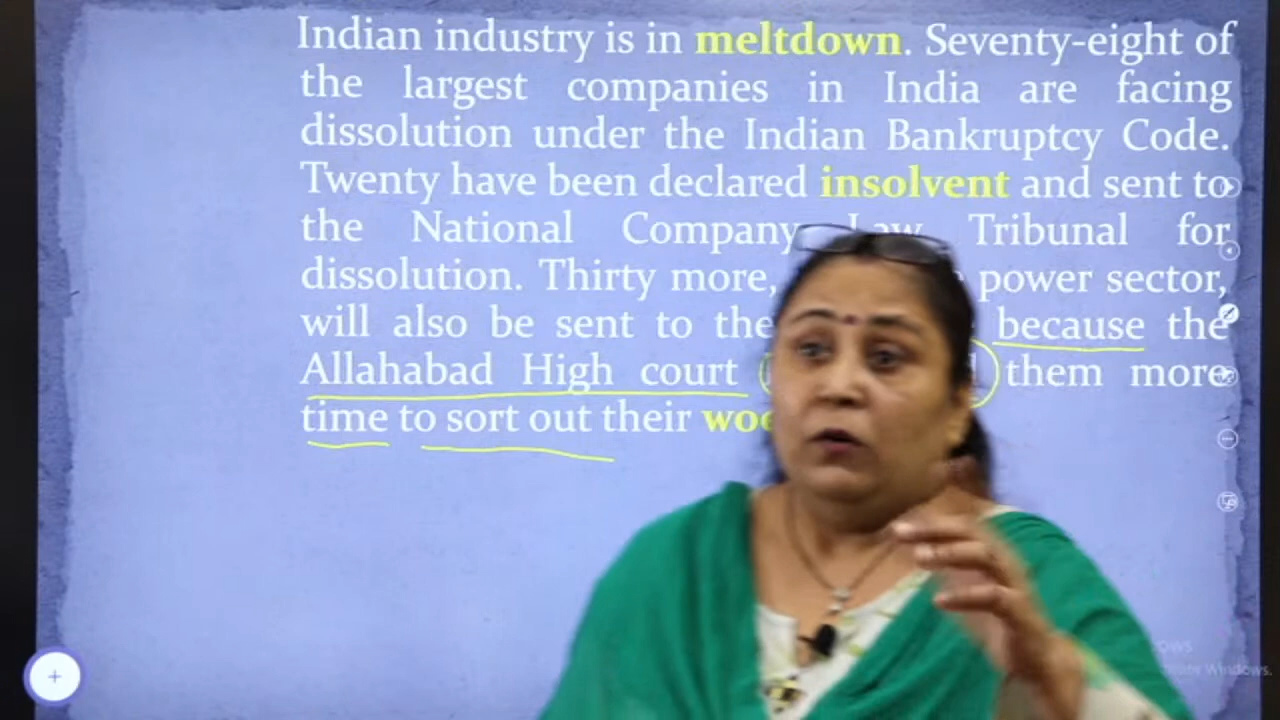 Indian industry is in meltdown. Seventy-eight of
the largest companies in India are facing
dissolution under the Indian Bankruptcy Code.
Twenty have been declared insolvent and sent to
the National Company Law Tribunal for
dissolution. Thirty more, power sector,
will also be sent to the because the
Allahabad High court them more
time to sort out their